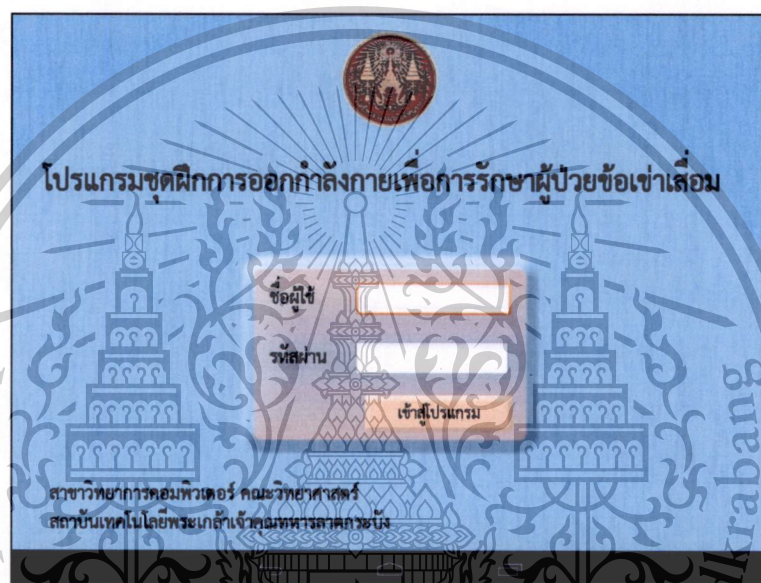 โปรแกรมชุดฝึกการออกกำลังกายเพื่อการรักษาผู้ป่วยข้อเข่าเสื่อม
ชื่อผู้ใช้
รหัสผ่าน
เข้าสู่โปรแกรม
สาขาวิทยาการคอมพิวเตอร์ คณะวิทยาศาสตร์
สถาบันเทคโนโลยีพระเกล้าเจ้าคุณทหารลาดกระบัง